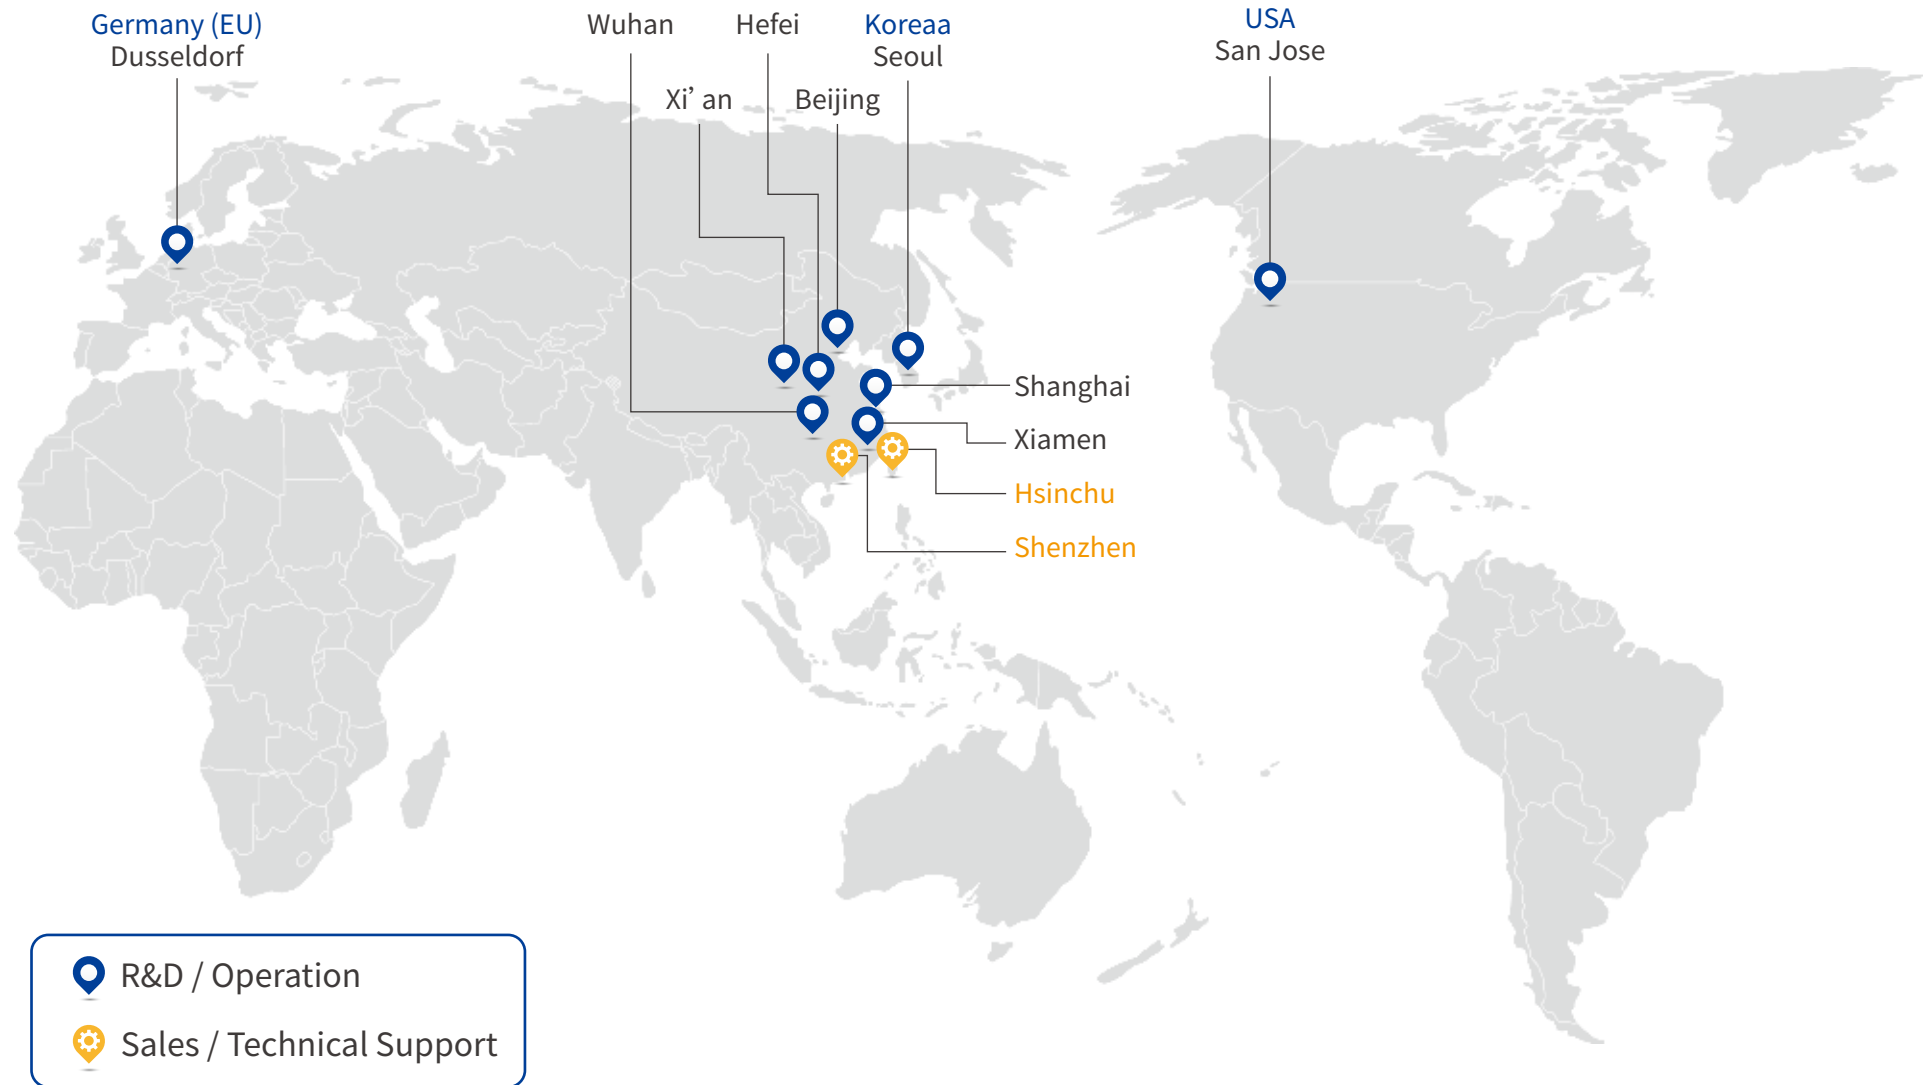 Germany (EU)
Dusseldorf
Wuhan
Hefei
Koreaa
Seoul
USA
San Jose
Xi’ an
Beijing
Shanghai
Xiamen
Hsinchu
Shenzhen
R&D / Operation
Sales / Technical Support